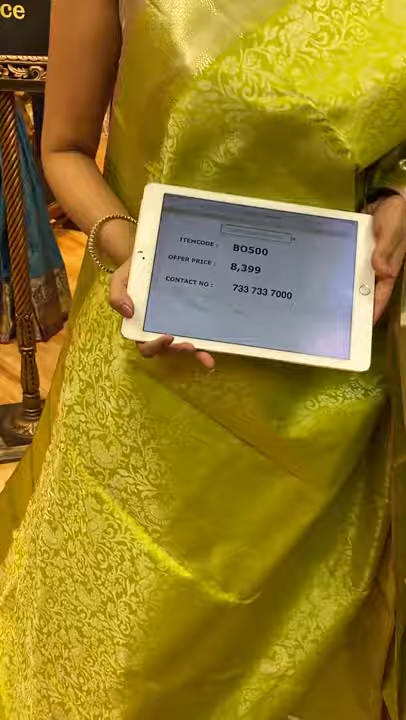 ce
ITEMCODE : BO500
OFFER PRICE : 8,399
CONTACT NO : 733 733 7000